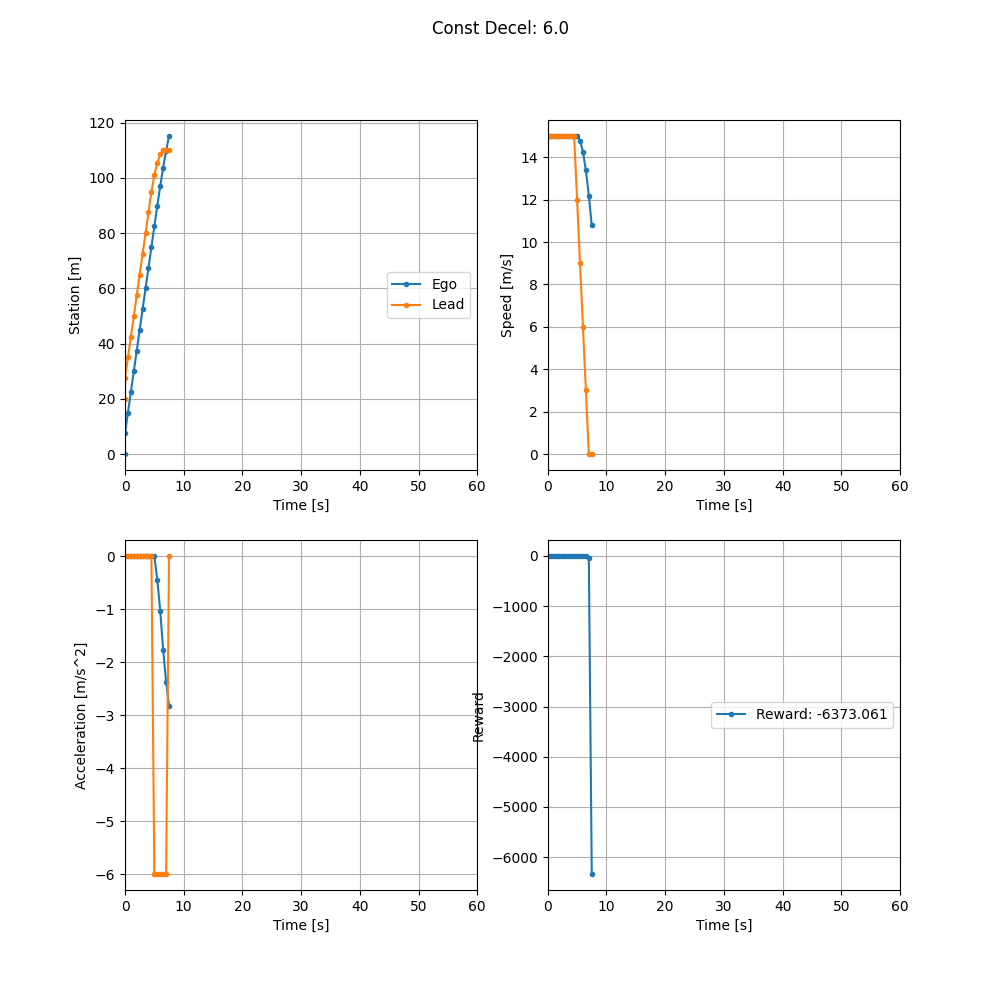 Const Decel: 6.0
120
100
80
60
40
20
0
Station [m]
Ego
Lead
0 10 20 30 40 50 60
Time [s]
14
12
10
8
6
4
2
0
Speed [m/s]
0 10 20 30 40 50 60
Time [s]
0
−1
−2
−3
−4
−5
−6
Acceleration [m/s^2]
0 10 20 30 40 50 60
Time [s]
0
−1000
−2000
−3000
−4000
−5000
−6000
Reward
Reward: -6373.061
0 10 20 30 40 50 60
Time [s]